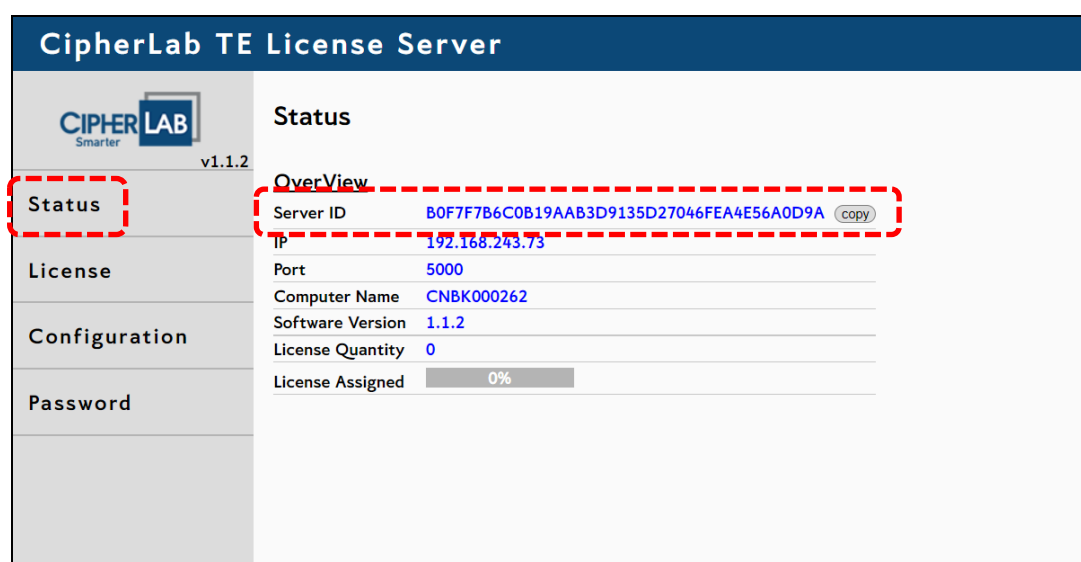 CipherLab TE License Server
CIPHERLAB
Smarter
v1.1.2
Status
License
Configuration
Password
Status
OverView
Server ID B0F7F7B6C0B19AAB3D9135D27046FEA4E56A0D9A copy
IP 192.168.243.73
Port 5000
Computer Name CNBK000262
Software Version 1.1.2
License Quantity 0
License Assigned 0%